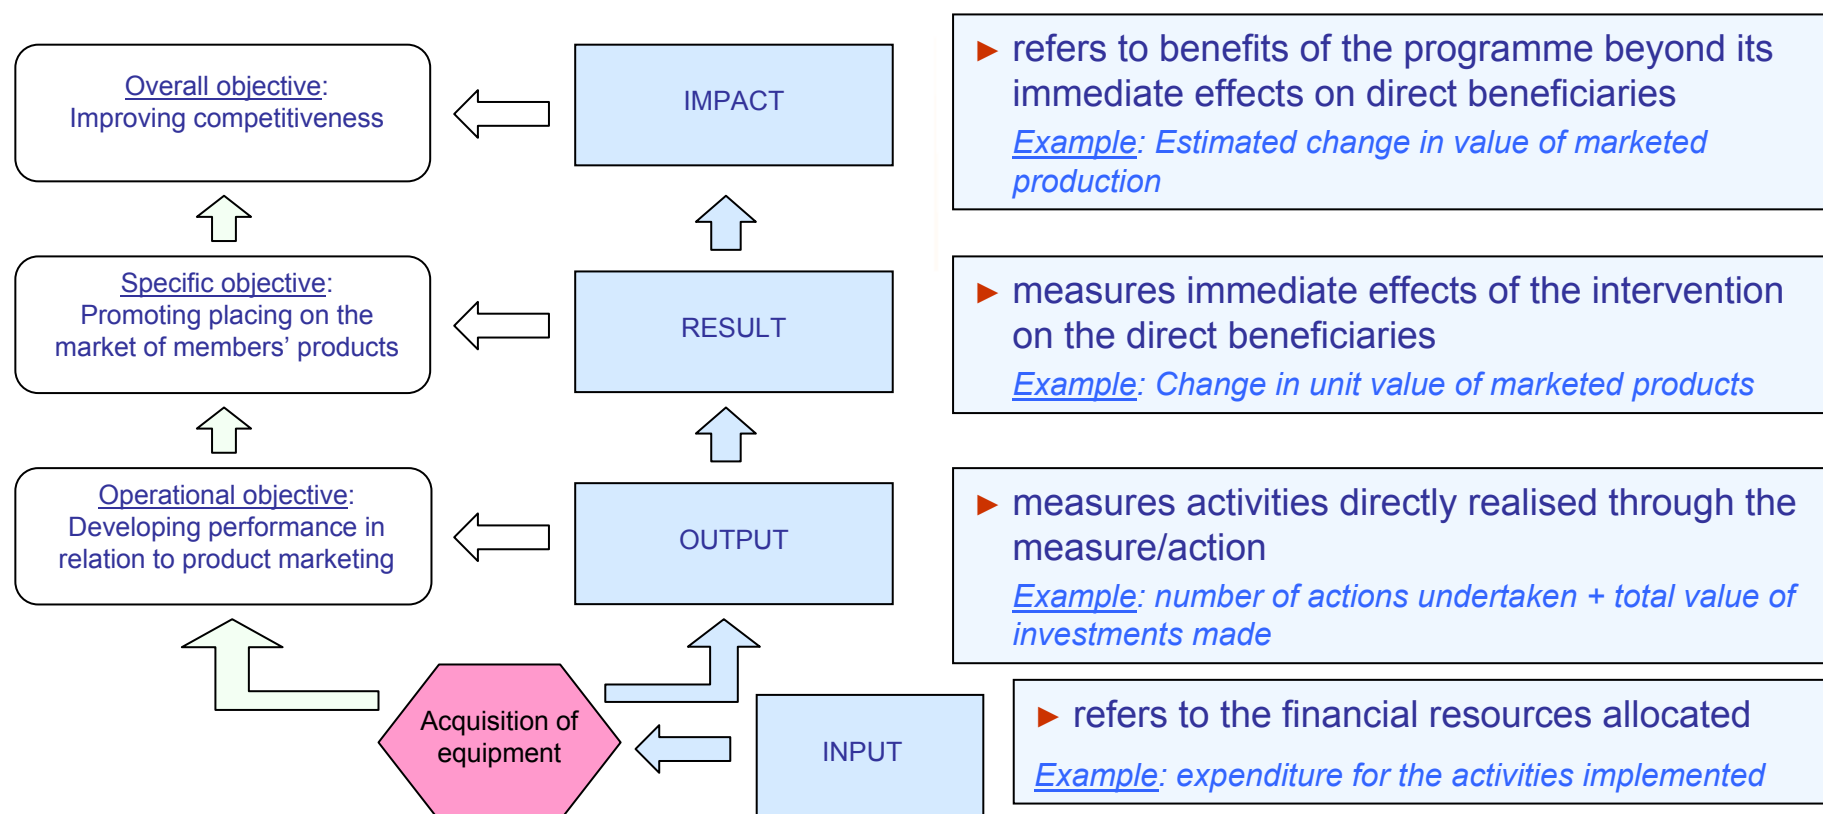 Overall objective:
Improving competitiveness
IMPACT
► refers to benefits of the programme beyond its
immediate effects on direct beneficiaries
Example: Estimated change in value of marketed
production
Specific objective:
Promoting placing on the
market of members’ products
RESULT
► measures immediate effects of the intervention
on the direct beneficiaries
Example: Change in unit value of marketed products
Operational objective:
Developing performance in
relation to product marketing
OUTPUT
► measures activities directly realised through the
measure/action
Example: number of actions undertaken + total value of
investments made
Acquisition of
equipment
INPUT
► refers to the financial resources allocated
Example: expenditure for the activities implemented